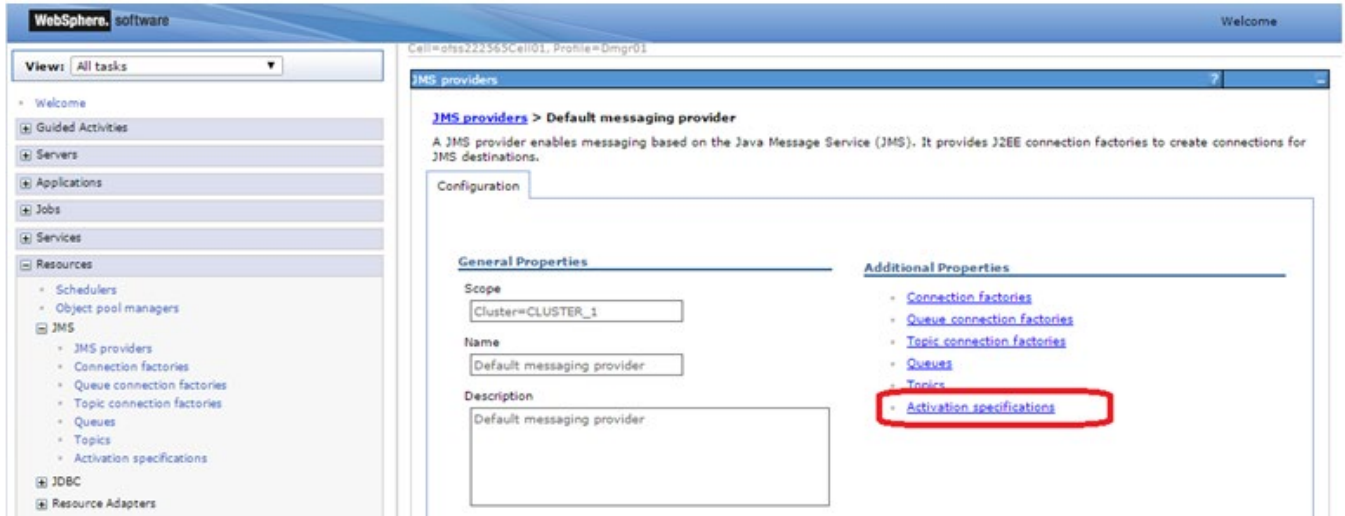 WebSphere. software
Welcome
View: All tasks
Cell=ofss222565Cell01, Profile=Dmgr01
Welcome
Guided Activities
Servers
Applications
Jobs
Services
Resources
Schedulers
Object pool managers
JMS
JMS providers
Connection factories
Queue connection factories
Topic connection factories
Queues
Topics
Activation specifications
JDBC
Resource Adapters
JMS providers
?
JMS providers > Default messaging provider
A JMS provider enables messaging based on the Java Message Service (JMS). It provides J2EE connection factories to create connections for
JMS destinations.
Configuration
General Properties
Scope
Cluster=CLUSTER_1
Name
Default messaging provider
Description
Default messaging provider
Additional Properties
Connection factories
Queue connection factories
Topic connection factories
Queues
Topics
Activation specifications